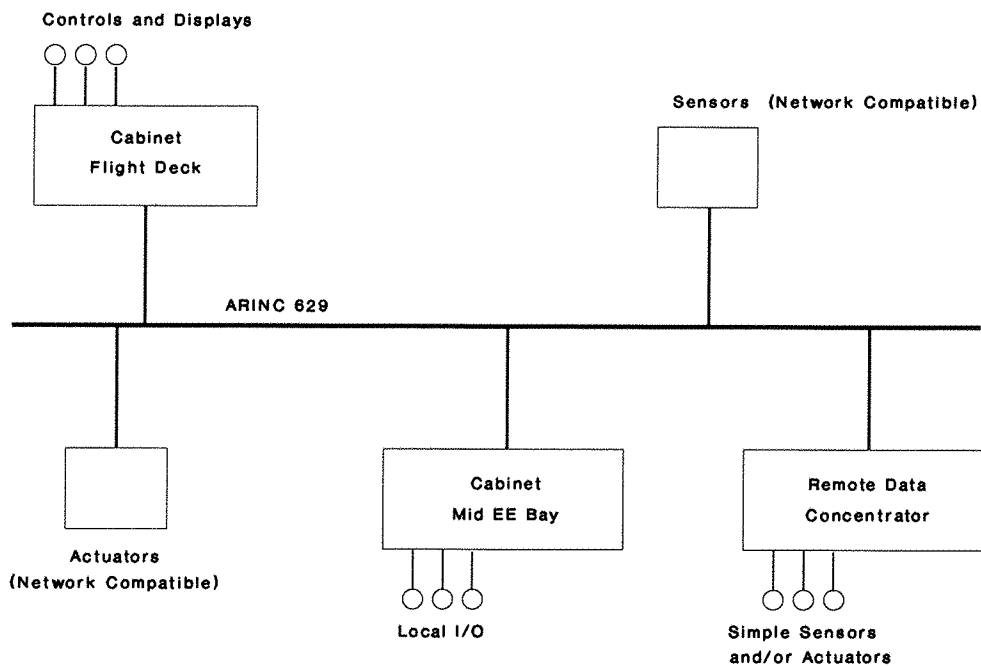 Controls and Displays
Cabinet
Flight Deck
Sensors (Network Compatible)
ARINC 629
Actuators
(Network Compatible)
Cabinet
Mid EE Bay
Local I/O
Remote Data
Concentrator
Simple Sensors
and/or Actuators